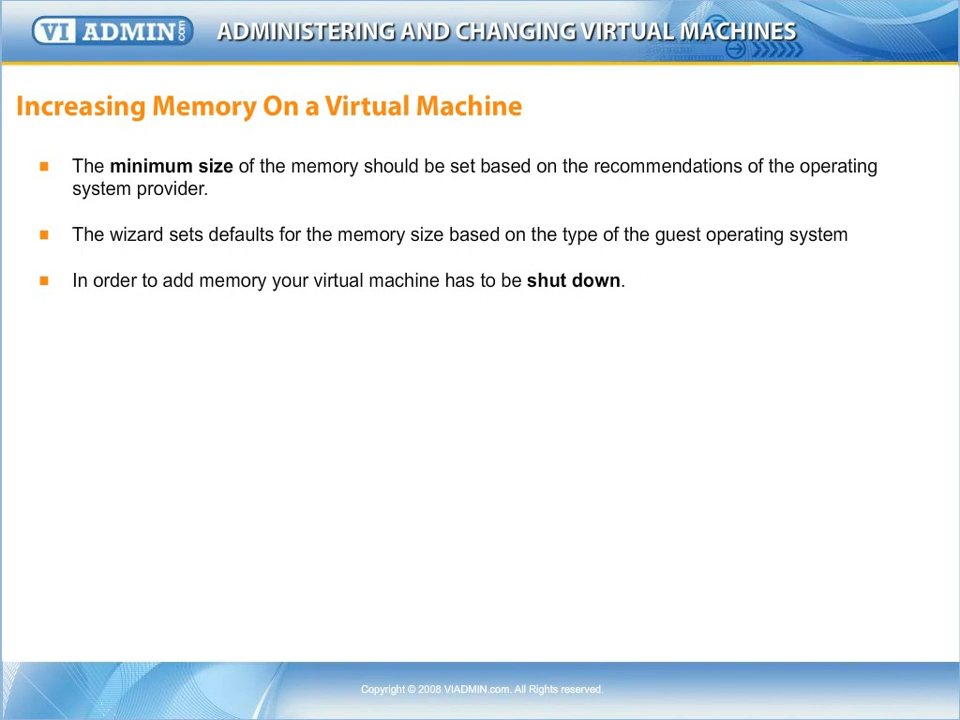 VI ADMIN.com ADMINISTERING AND CHANGING VIRTUAL MACHINES
Increasing Memory On a Virtual Machine
The minimum size of the memory should be set based on the recommendations of the operating
system provider.
The wizard sets defaults for the memory size based on the type of the guest operating system
In order to add memory your virtual machine has to be shut down.
Copyright © 2008 VIADMIN.com. All Rights reserved.